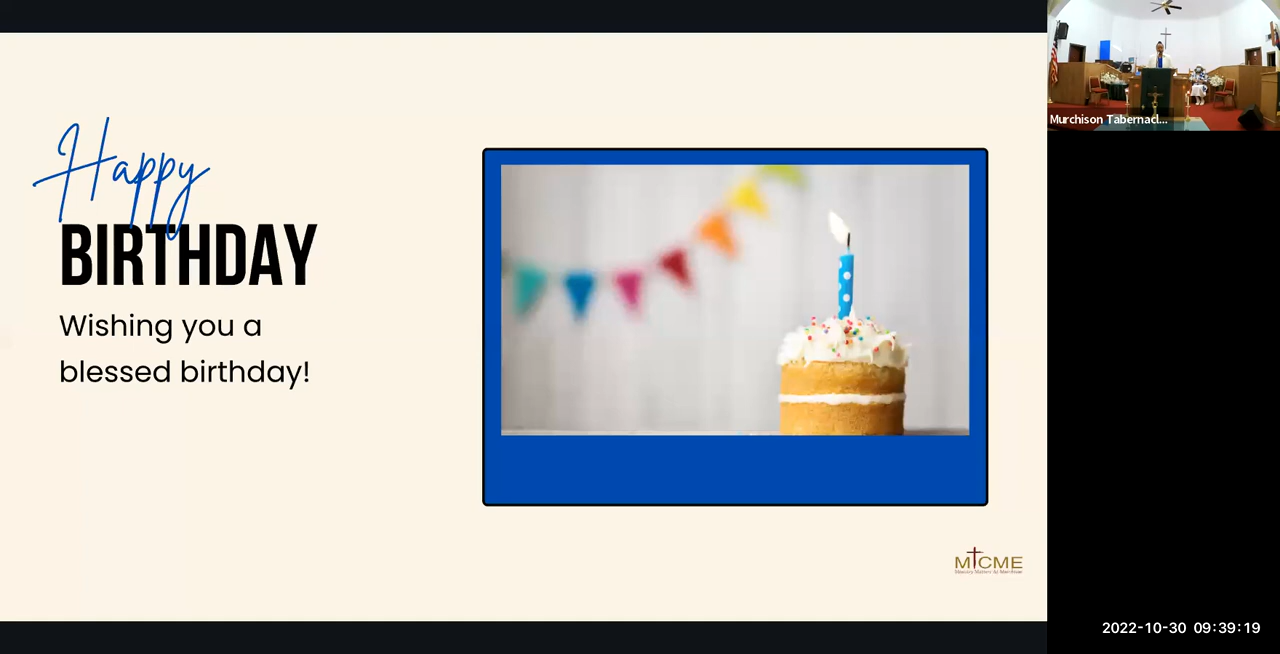 Happy
BIRTHDAY
Wishing you a
blessed birthday!
MTCME
Murchison Tabernacl...
2022-10-30 09:39:19